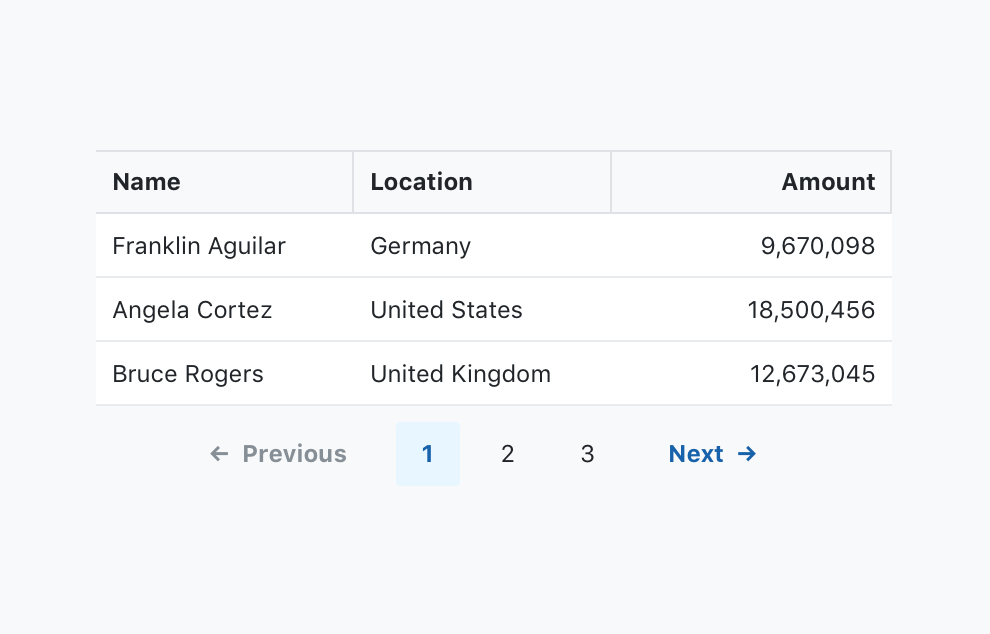 Name Location Amount
Franklin Aguilar Germany 9,670,098
Angela Cortez United States 18,500,456
Bruce Rogers United Kingdom 12,673,045
← Previous 1 2 3 Next →